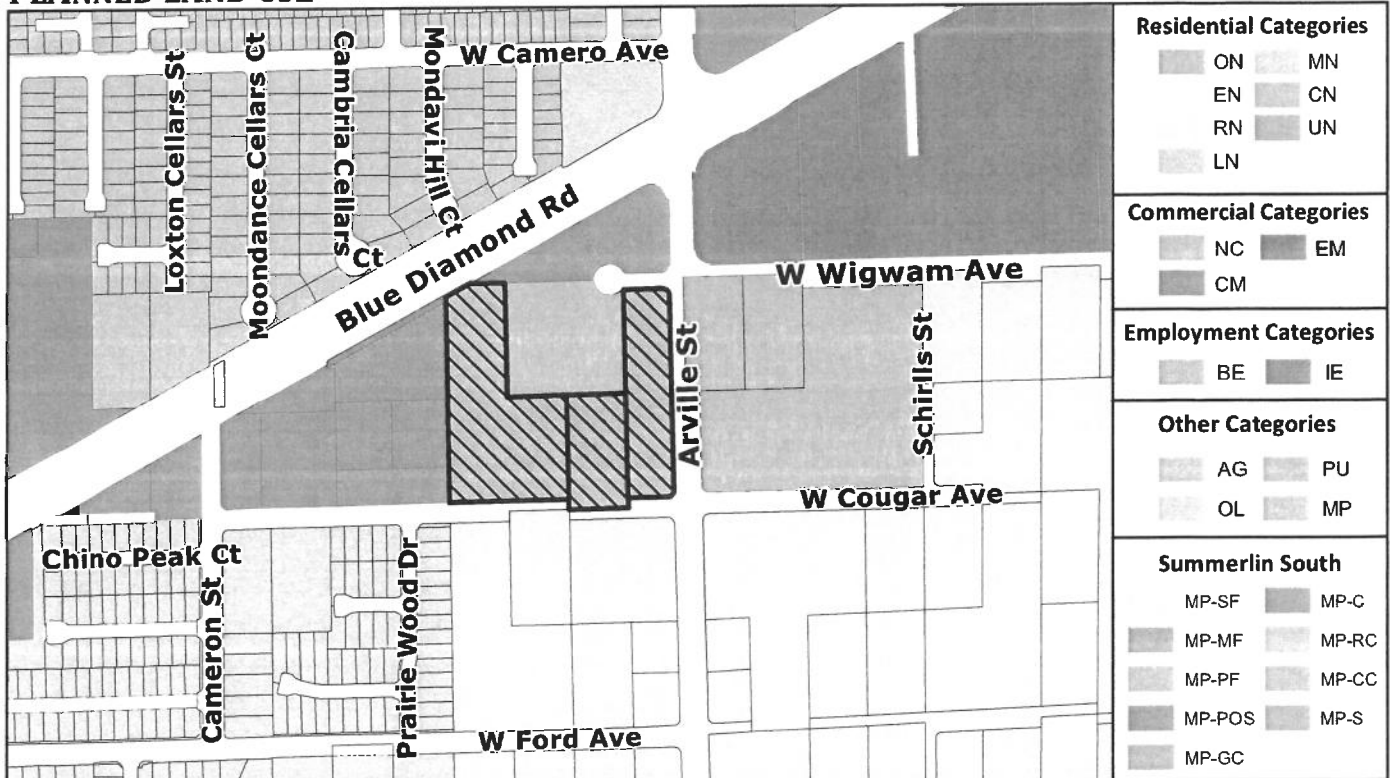 PLANNED LAND USE
W Camero Ave
Loxton Cellars St
Moondance Cellars Ct
Cambria Cellars
Ct
Mondavi Hill Ct
Blue Diamond Rd
W Wigwam Ave
Arville St
Schirlls St
W Cougar Ave
Chino Peak Ct
Cameron St
Prairie Wood Dr
W Ford Ave
Residential Categories
ON MN
EN CN
RN UN
LN
Commercial Categories
NC EM
CM
Employment Categories
BE IE
Other Categories
AG PU
OL MP
Summerlin South
MP-SF MP-C
MP-MF MP-RC
MP-PF MP-CC
MP-POS MP-S
MP-GC